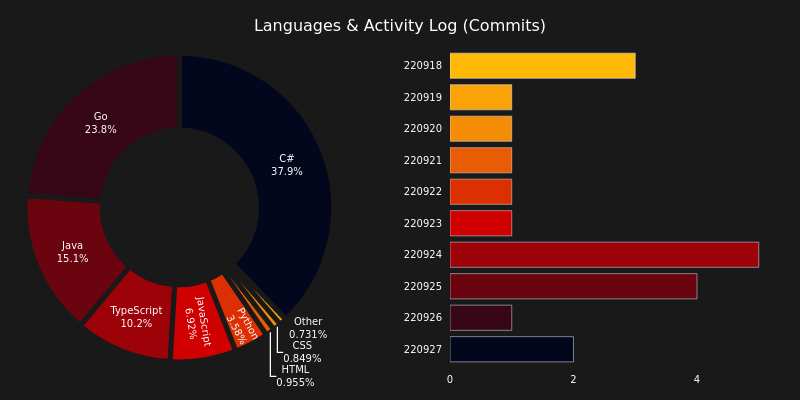 Languages & Activity Log (Commits)
C#
37.9%
Go
23.8%
Java
15.1%
TypeScript
10.2%
JavaScript
6.92%
Python
3.58%
Other
0.731%
CSS
0.849%
HTML
0.955%
220918
220919
220920
220921
220922
220923
220924
220925
220926
220927
0
2
4